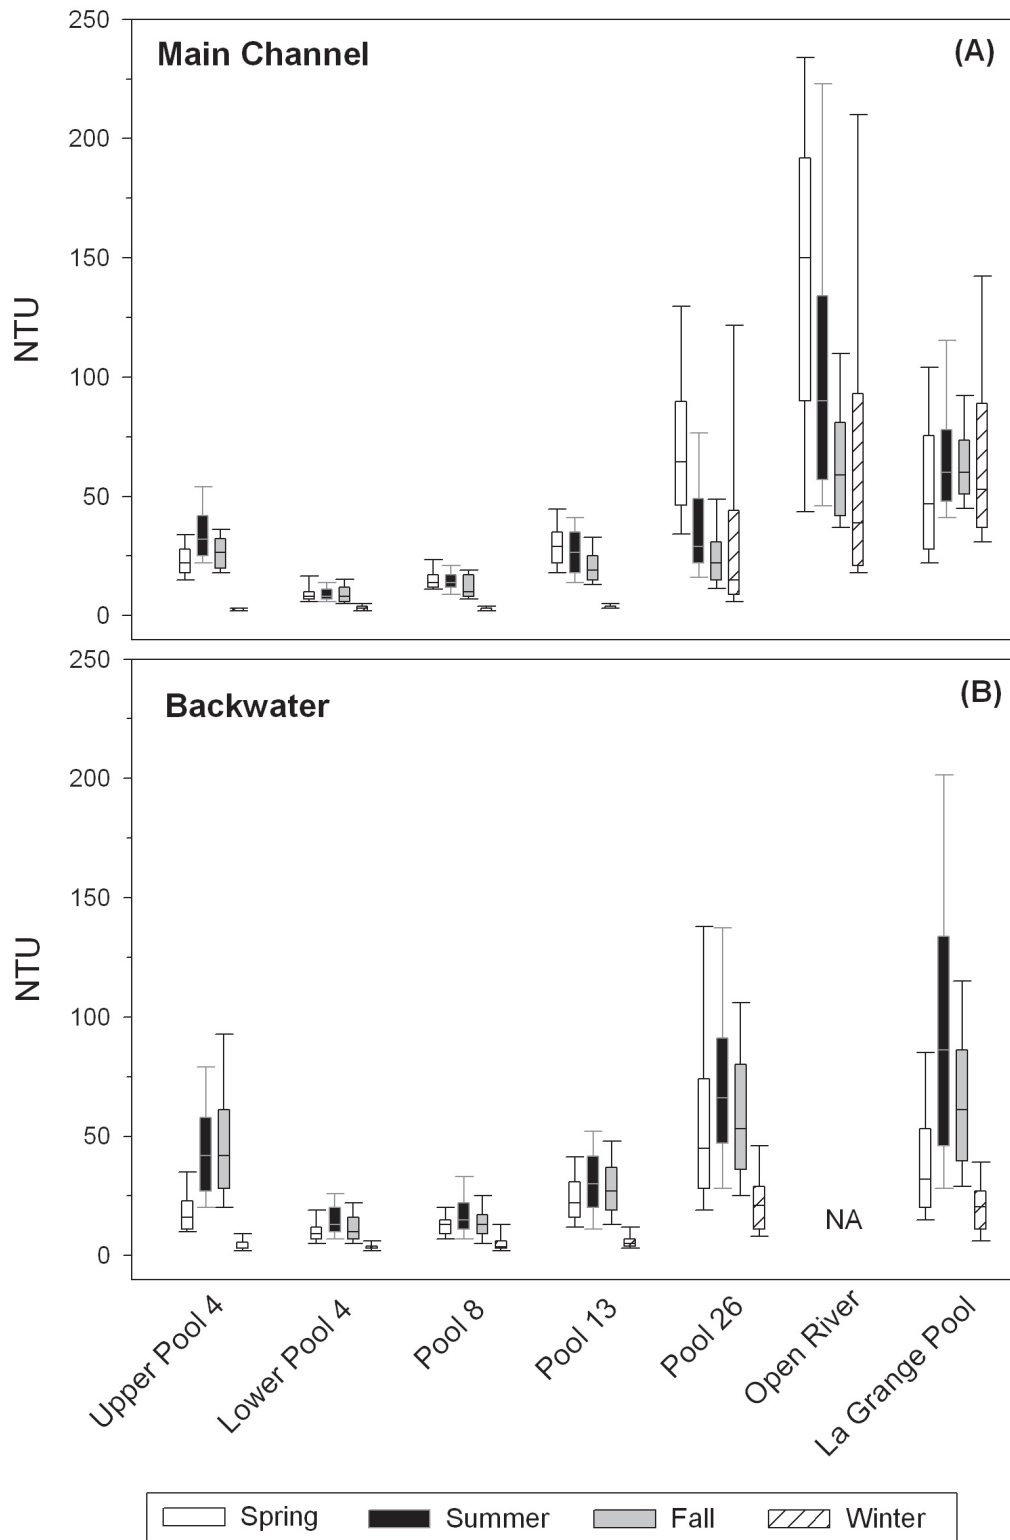 Main Channel
(A)
NTU
250
200
150
100
50
0
Backwater
(B)
NTU
250
200
150
100
50
0
NA
Upper Pool 4
Lower Pool 4
Pool 8
Pool 13
Pool 26
Open River
La Grange Pool
Spring Summer Fall Winter